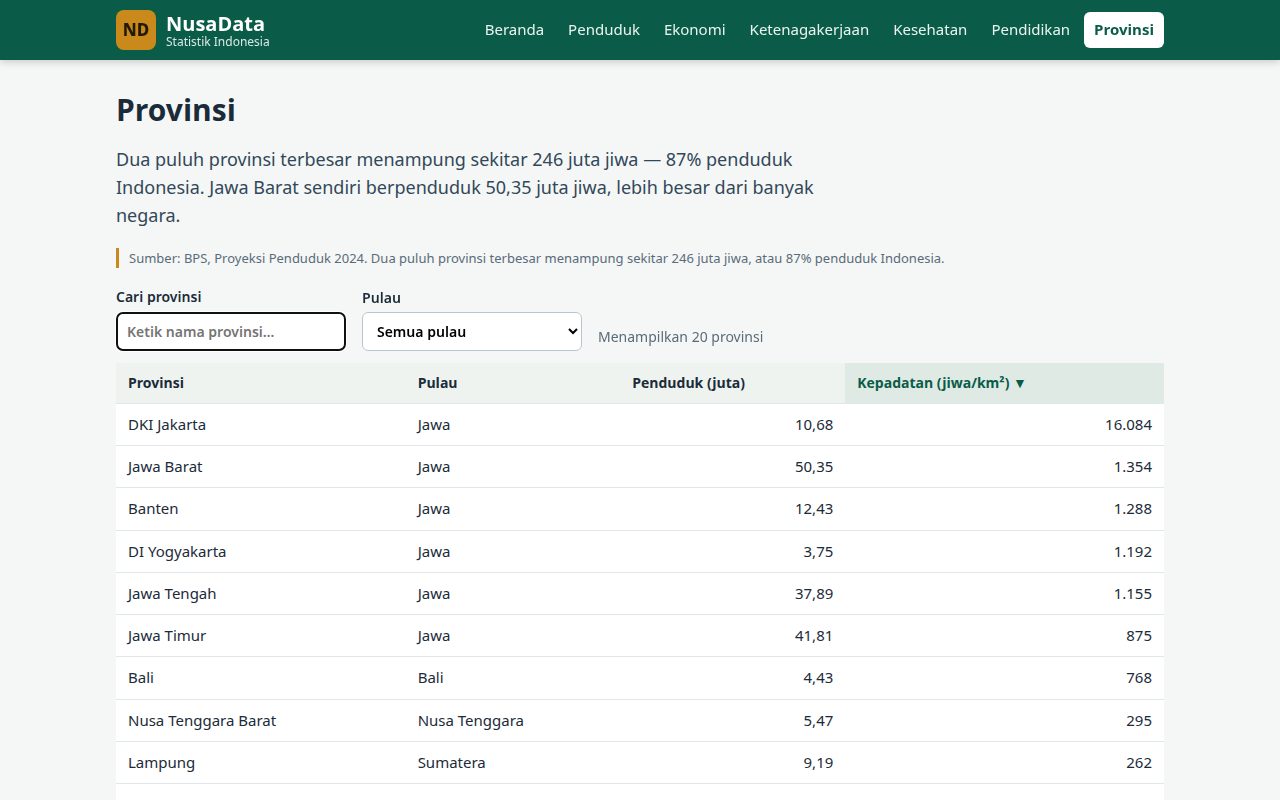 ND
NusaData
Statistik Indonesia
Beranda Penduduk Ekonomi Ketenagakerjaan Kesehatan Pendidikan Provinsi
Provinsi
Dua puluh provinsi terbesar menampung sekitar 246 juta jiwa — 87% penduduk
Indonesia. Jawa Barat sendiri berpenduduk 50,35 juta jiwa, lebih besar dari banyak
negara.
Sumber: BPS, Proyeksi Penduduk 2024. Dua puluh provinsi terbesar menampung sekitar 246 juta jiwa, atau 87% penduduk Indonesia.
Cari provinsi Pulau
Ketik nama provinsi... Semua pulau Menampilkan 20 provinsi
Provinsi Pulau Penduduk (juta) Kepadatan (jiwa/km²) ▼
DKI Jakarta Jawa 10,68 16.084
Jawa Barat Jawa 50,35 1.354
Banten Jawa 12,43 1.288
DI Yogyakarta Jawa 3,75 1.192
Jawa Tengah Jawa 37,89 1.155
Jawa Timur Jawa 41,81 875
Bali Bali 4,43 768
Nusa Tenggara Barat Nusa Tenggara 5,47 295
Lampung Sumatera 9,19 262